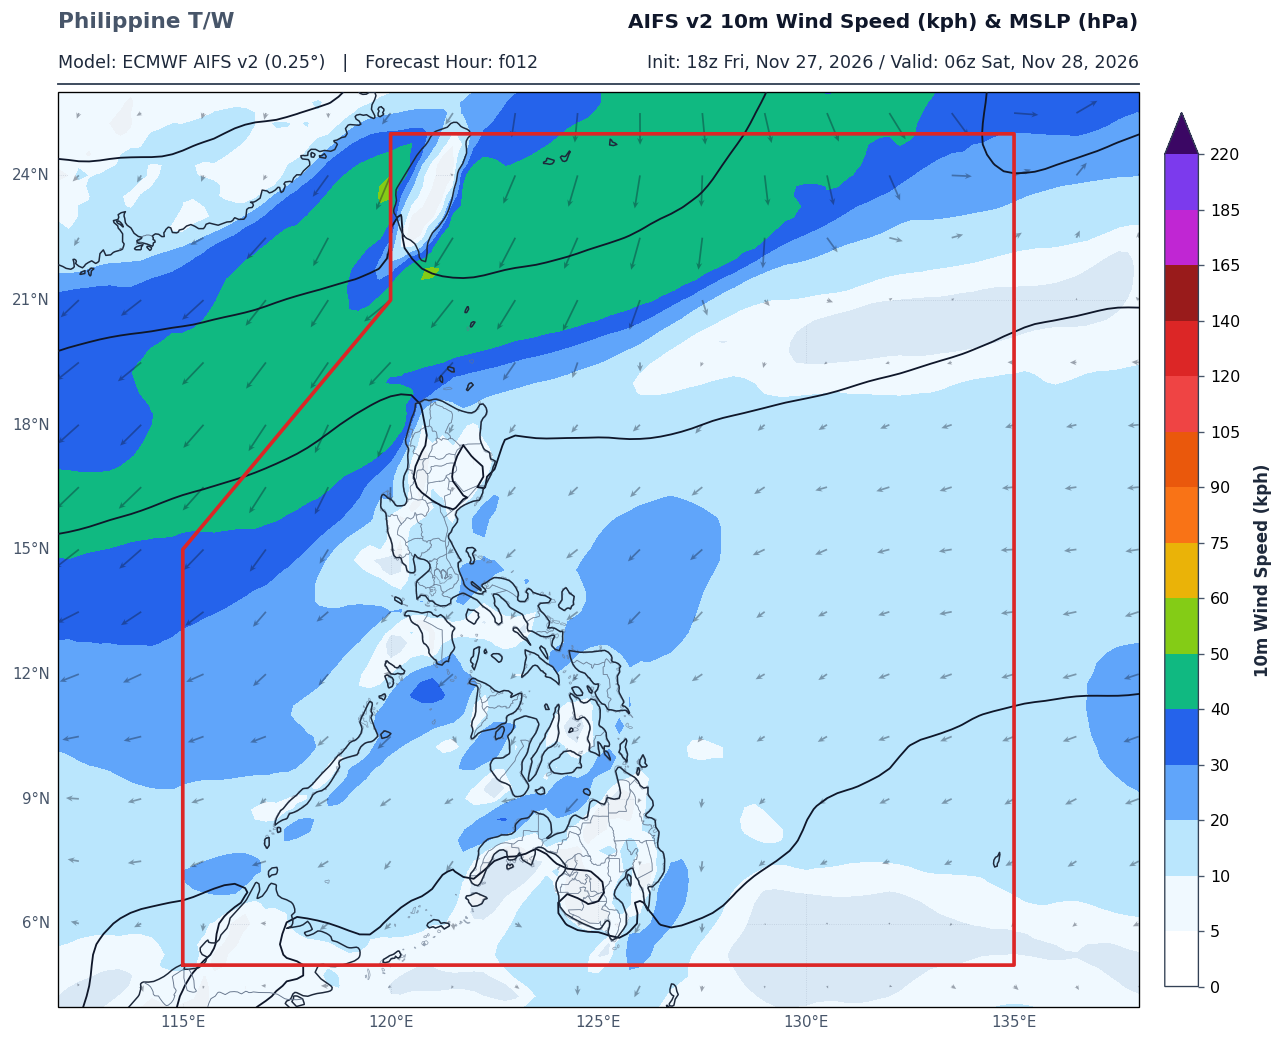 Philippine T/W
AIFS v2 10m Wind Speed (kph) & MSLP (hPa)
Model: ECMWF AIFS v2 (0.25°) | Forecast Hour: f012
Init: 18z Fri, Nov 27, 2026 / Valid: 06z Sat, Nov 28, 2026
24°N
21°N
18°N
15°N
12°N
9°N
6°N
115°E
120°E
125°E
130°E
135°E
220
185
165
140
120
105
90
75
60
50
40
30
20
10
5
0
10m Wind Speed (kph)